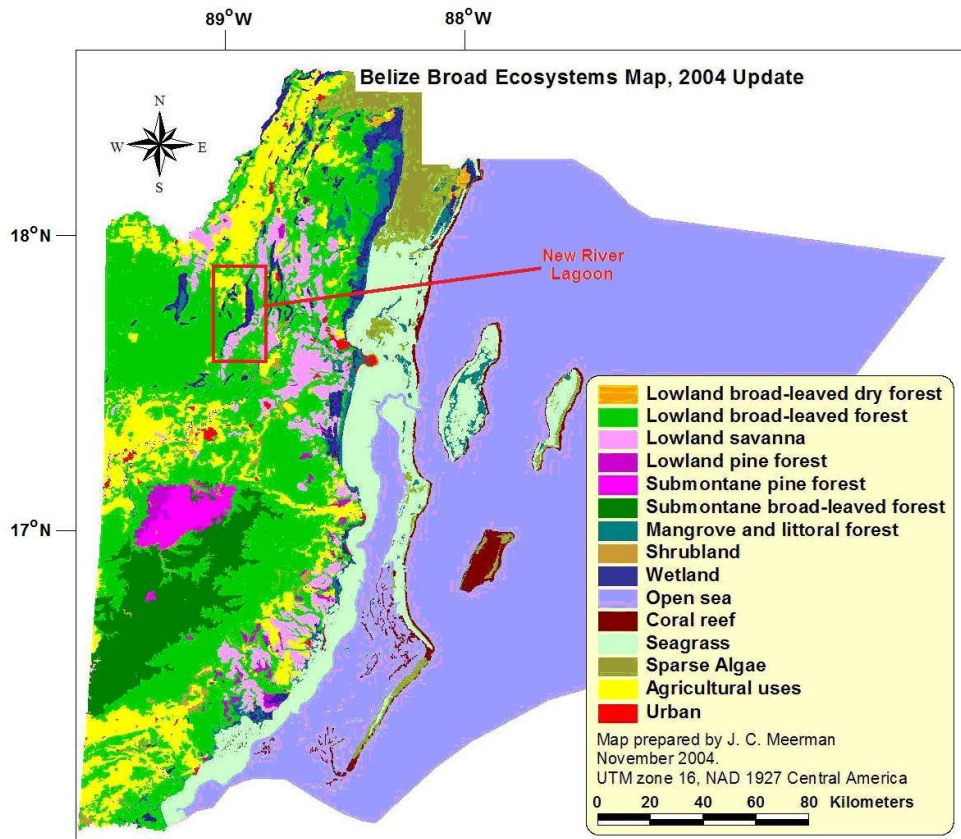 89°W
88°W
Belize Broad Ecosystems Map, 2004 Update
N
W E
S
18°N
New River
Lagoon
17°N
Lowland broad-leaved dry forest
Lowland broad-leaved forest
Lowland savanna
Lowland pine forest
Submontane pine forest
Submontane broad-leaved forest
Mangrove and littoral forest
Shrubland
Wetland
Open sea
Coral reef
Seagrass
Sparse Algae
Agricultural uses
Urban
Map prepared by J. C. Meerman
November 2004.
UTM zone 16, NAD 1927 Central America
0 20 40 60 80 Kilometers